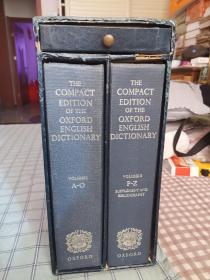 THE
COMPACT
EDITION
OF THE
OXFORD
ENGLISH
DICTIONARY
VOLUME I
A-O
OXFORD
THE
COMPACT
EDITION
OF THE
OXFORD
ENGLISH
DICTIONARY
VOLUME II
P-Z
SUPPLEMENT AND
BIBLIOGRAPHY
OXFORD